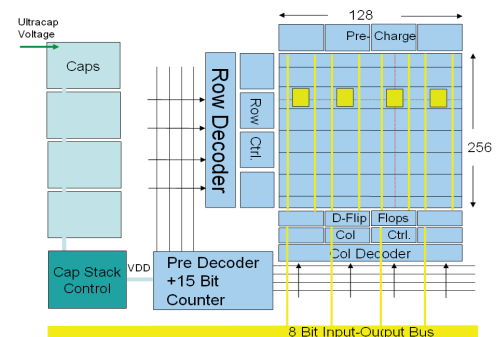 Ultracap
Voltage
128
Pre-Charge
Caps
Row Decoder
Row
Ctrl.
256
D-Flip Flops
Col Ctrl.
Col Decoder
Cap Stack
Control
VDD
Pre Decoder
+15 Bit
Counter
8 Bit Input-Output Bus